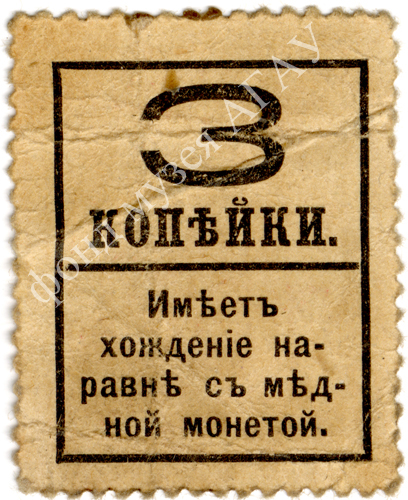 3
КОПѢЙКИ.
Имѣетъ
хожденіе на-
равнѣ съ мѣд-
ной монетой.
фонд музея АГАУ